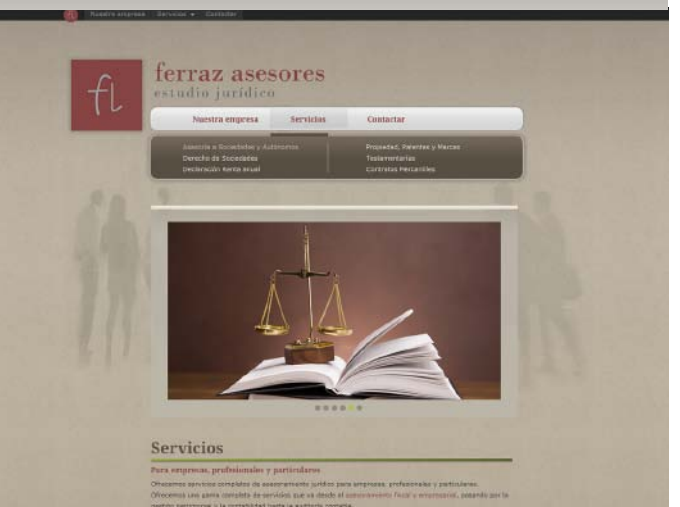 Nuestra empresa Servicios Contactar
fl
ferraz asesores
estudio jurídico
Nuestra empresa Servicios Contactar
Asesoría a Sociedades y Autónomos Propiedad, Patentes y Marcas
Derecho de Sociedades Testamentarias
Declaración Renta anual Contratos Mercantiles
Servicios
Para empresas, profesionales y particulares
Ofrecemos servicios completos de asesoramiento jurídico para empresas, profesionales y particulares.
Ofrecemos una gama completa de servicios que va desde el asesoramiento fiscal y empresarial, pasando por la